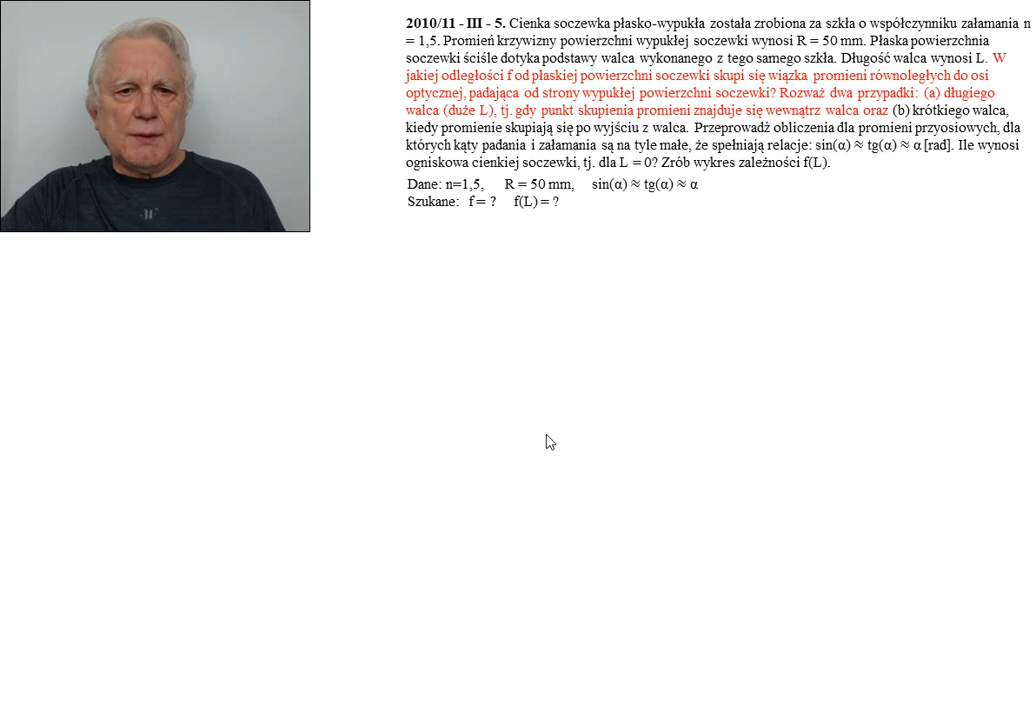 2010/11 - III - 5. Cienka soczewka płasko-wypukła została zrobiona za szkła o współczynniku załamania n
= 1,5. Promień krzywizny powierzchni wypukłej soczewki wynosi R = 50 mm. Płaska powierzchnia
soczewki ściśle dotyka podstawy walca wykonanego z tego samego szkła. Długość walca wynosi L. W
jakiej odległości f od płaskiej powierzchni soczewki skupi się wiązka promieni równoległych do osi
optycznej, padająca od strony wypukłej powierzchni soczewki? Rozważ dwa przypadki: (a) długiego
walca (duże L), tj. gdy punkt skupienia promieni znajduje się wewnątrz walca oraz (b) krótkiego walca,
kiedy promienie skupiają się po wyjściu z walca. Przeprowadź obliczenia dla promieni przyosiowych, dla
których kąty padania i załamania są na tyle małe, że spełniają relacje: sin(α) ≈ tg(α) ≈ α [rad]. Ile wynosi
ogniskowa cienkiej soczewki, tj. dla L = 0? Zrób wykres zależności f(L).
Dane: n=1,5, R = 50 mm, sin(α) ≈ tg(α) ≈ α
Szukane: f = ? f(L) = ?